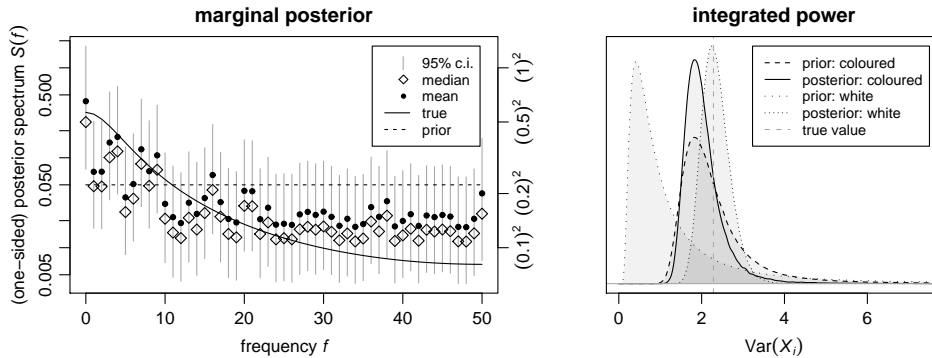 marginal posterior
(one−sided) posterior spectrum S(f)
0.500
0.050
0.005
(1)²
(0.5)²
(0.2)²
(0.1)²
95% c.i.
median
mean
true
prior
0 10 20 30 40 50
frequency f
integrated power
prior: coloured
posterior: coloured
prior: white
posterior: white
true value
0 2 4 6
Var(Xᵢ)